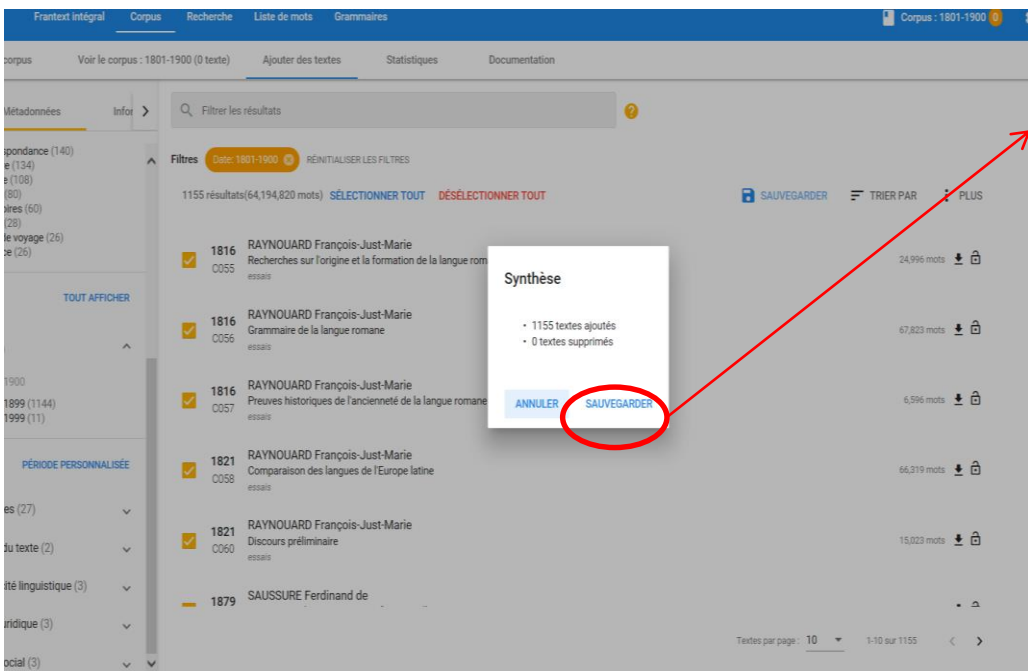 Frantext intégral Corpus Recherche Liste de mots Grammaires Corpus : 1801-1900 0
corpus Voir le corpus : 1801-1900 (0 texte) Ajouter des textes Statistiques Documentation
Métadonnées Infor
Filtrer les résultats
?
spondance (140)
e (134)
e (108)
(80)
oires (60)
(28)
de voyage (26)
ce (26)
TOUT AFFICHER
1900
1899 (1144)
1999 (11)
PÉRIODE PERSONNALISÉE
es (27)
du texte (2)
cité linguistique (3)
uridique (3)
ocial (3)
Filtres Date: 1801-1900 RÉINITIALISER LES FILTRES
1155 résultats(64,194,820 mots) SÉLECTIONNER TOUT DÉSÉLECTIONNER TOUT SAUVEGARDER TRIER PAR PLUS
1816 RAYNOUARD François-Just-Marie
C055 Recherches sur l'origine et la formation de la langue rom 24,996 mots
essais
1816 RAYNOUARD François-Just-Marie
C056 Grammaire de la langue romane 67,823 mots
essais
1816 RAYNOUARD François-Just-Marie
C057 Preuves historiques de l'ancienneté de la langue romane 6,596 mots
essais
1821 RAYNOUARD François-Just-Marie
C058 Comparaison des langues de l'Europe latine 66,319 mots
essais
1821 RAYNOUARD François-Just-Marie
C060 Discours préliminaire 15,023 mots
essais
1879 SAUSSURE Ferdinand de
Textes par page : 10 1-10 sur 1155
Synthèse
• 1155 textes ajoutés
• 0 textes supprimés
ANNULER SAUVEGARDER